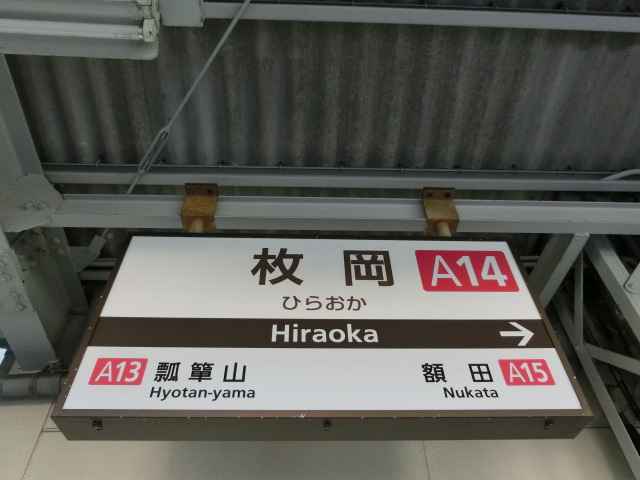 枚岡 A14
ひらおか
Hiraoka →
A13 瓢箪山 額田 A15
Hyotan-yama Nukata